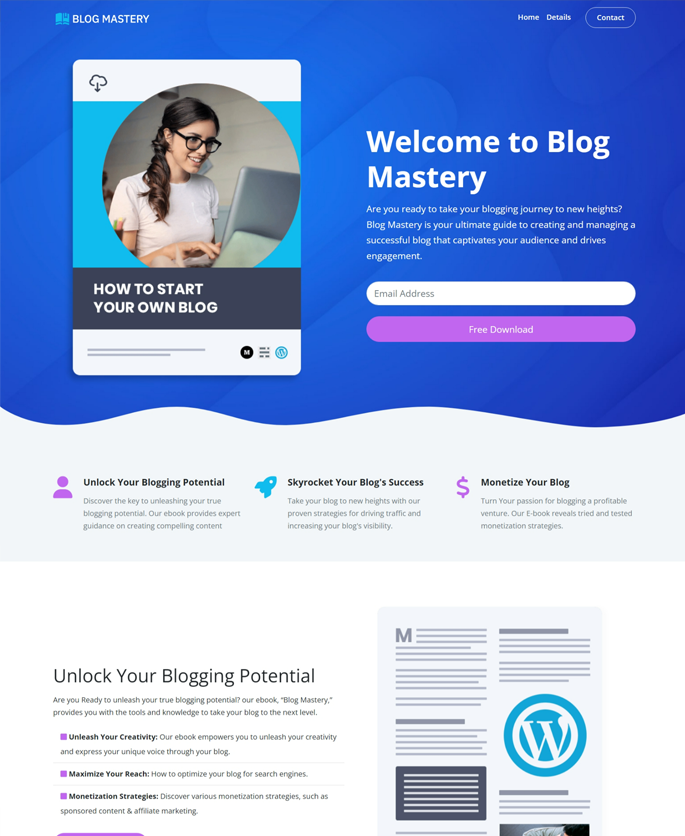 BLOG MASTERY
Home Details Contact
HOW TO START
YOUR OWN BLOG
M
Welcome to Blog
Mastery
Are you ready to take your blogging journey to new heights?
Blog Mastery is your ultimate guide to creating and managing a
successful blog that captivates your audience and drives
engagement.
Email Address
Free Download
Unlock Your Blogging Potential
Discover the key to unleashing your true
blogging potential. Our ebook provides expert
guidance on creating compelling content
Skyrocket Your Blog's Success
Take your blog to new heights with our
proven strategies for driving traffic and
increasing your blog's visibility.
Monetize Your Blog
Turn Your passion for blogging a profitable
venture. Our E-book reveals tried and tested
monetization strategies.
Unlock Your Blogging Potential
Are you Ready to unleash your true blogging potential? our ebook, "Blog Mastery,"
provides you with the tools and knowledge to take your blog to the next level.
Unleash Your Creativity: Our ebook empowers you to unleash your creativity
and express your unique voice through your blog.
Maximize Your Reach: How to optimize your blog for search engines.
Monetization Strategies: Discover various monetization strategies, such as
sponsored content & affiliate marketing.
M